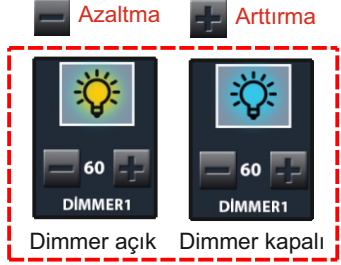 Azaltma Arttırma
60 60
DİMMER1 DİMMER1
Dimmer açık Dimmer kapalı